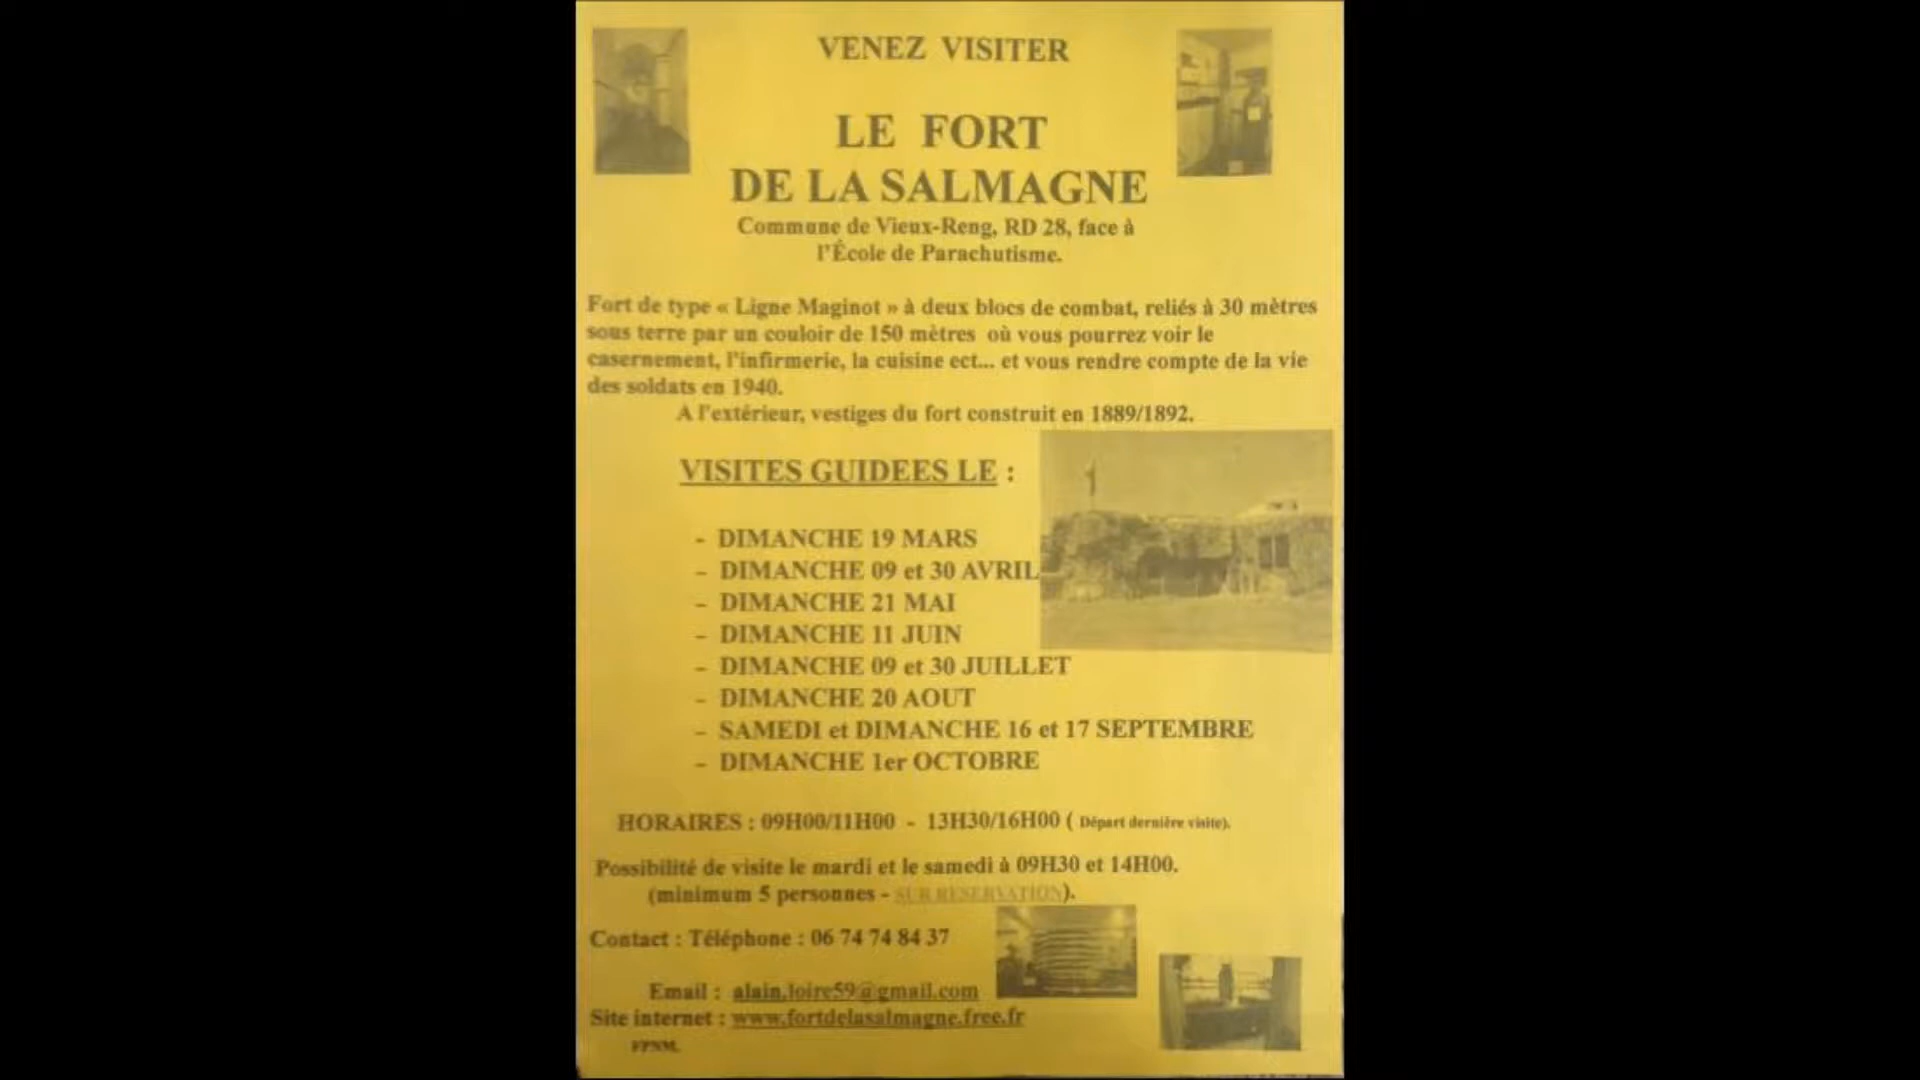 VENEZ VISITER
LE FORT
DE LA SALMAGNE
Commune de Vieux-Reng, RD 28, face à
l'École de Parachutisme.
Fort de type « Ligne Maginot » à deux blocs de combat, reliés à 30 mètres
sous terre par un couloir de 150 mètres où vous pourrez voir le
casernement, l'infirmerie, la cuisine ect... et vous rendre compte de la vie
des soldats en 1940.
A l'extérieur, vestiges du fort construit en 1889/1892.
VISITES GUIDEES LE :
- DIMANCHE 19 MARS
- DIMANCHE 09 et 30 AVRIL
- DIMANCHE 21 MAI
- DIMANCHE 11 JUIN
- DIMANCHE 09 et 30 JUILLET
- DIMANCHE 20 AOUT
- SAMEDI et DIMANCHE 16 et 17 SEPTEMBRE
- DIMANCHE 1er OCTOBRE
HORAIRES : 09H00/11H00 - 13H30/16H00 ( Départ dernière visite).
Possibilité de visite le mardi et le samedi à 09H30 et 14H00.
(minimum 5 personnes - SUR RESERVATION).
Contact : Téléphone : 06 74 74 84 37
Email : alain.loire59@gmail.com
Site internet : www.fortdelasalmagne.free.fr
FPNM.